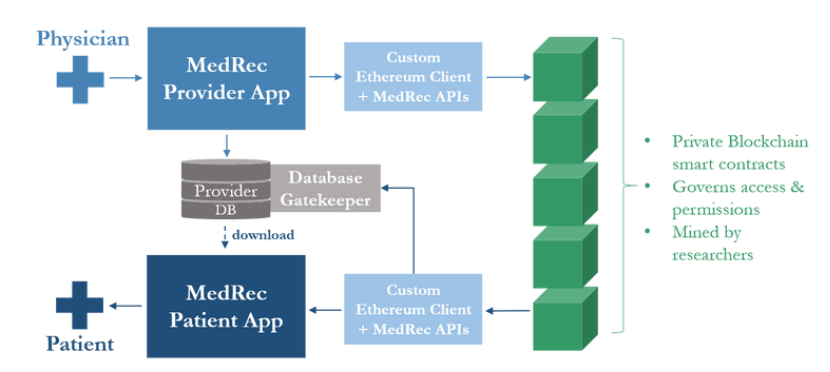 Physician
MedRec
Provider App
Custom
Ethereum Client
+ MedRec APIs
Provider
DB
Database
Gatekeeper
download
MedRec
Patient App
Custom
Ethereum Client
+ MedRec APIs
Patient
• Private Blockchain
smart contracts
• Governs access &
permissions
• Mined by
researchers